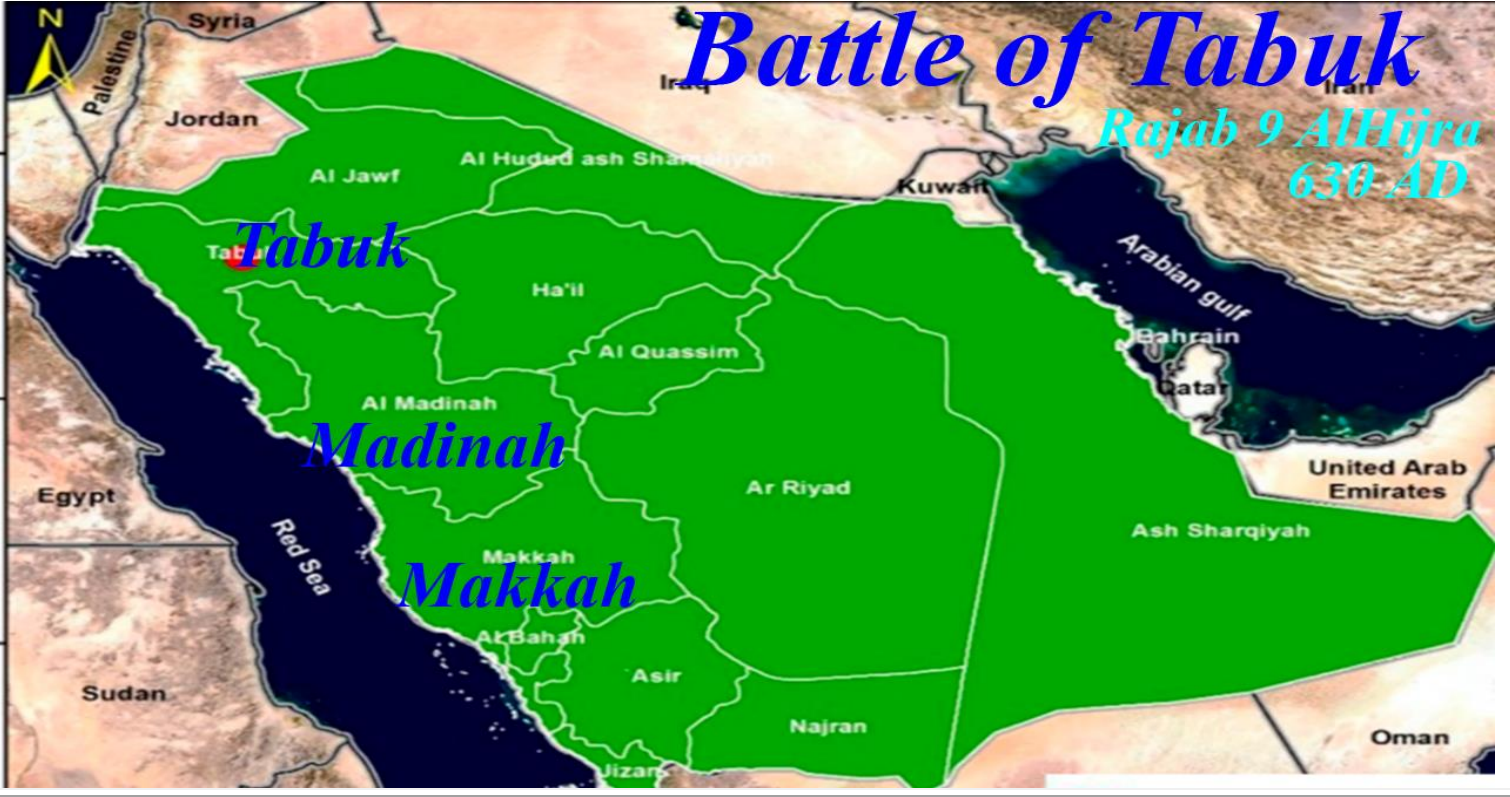 N
Syria
Battle of Tabuk
Palestine
Iraq
Iran
Jordan
Rajab 9 AlHijra
630 AD
Al Hudud ash Shamaliyah
Al Jawf
Kuwait
Tabuk
Tabuk
Arabian gulf
Ha'il
Bahrain
Al Quassim
Qatar
Al Madinah
Madinah
United Arab
Emirates
Ar Riyad
Egypt
Ash Sharqiyah
Red Sea
Makkah
Makkah
Al Bahah
Asir
Sudan
Najran
Oman
Jizan